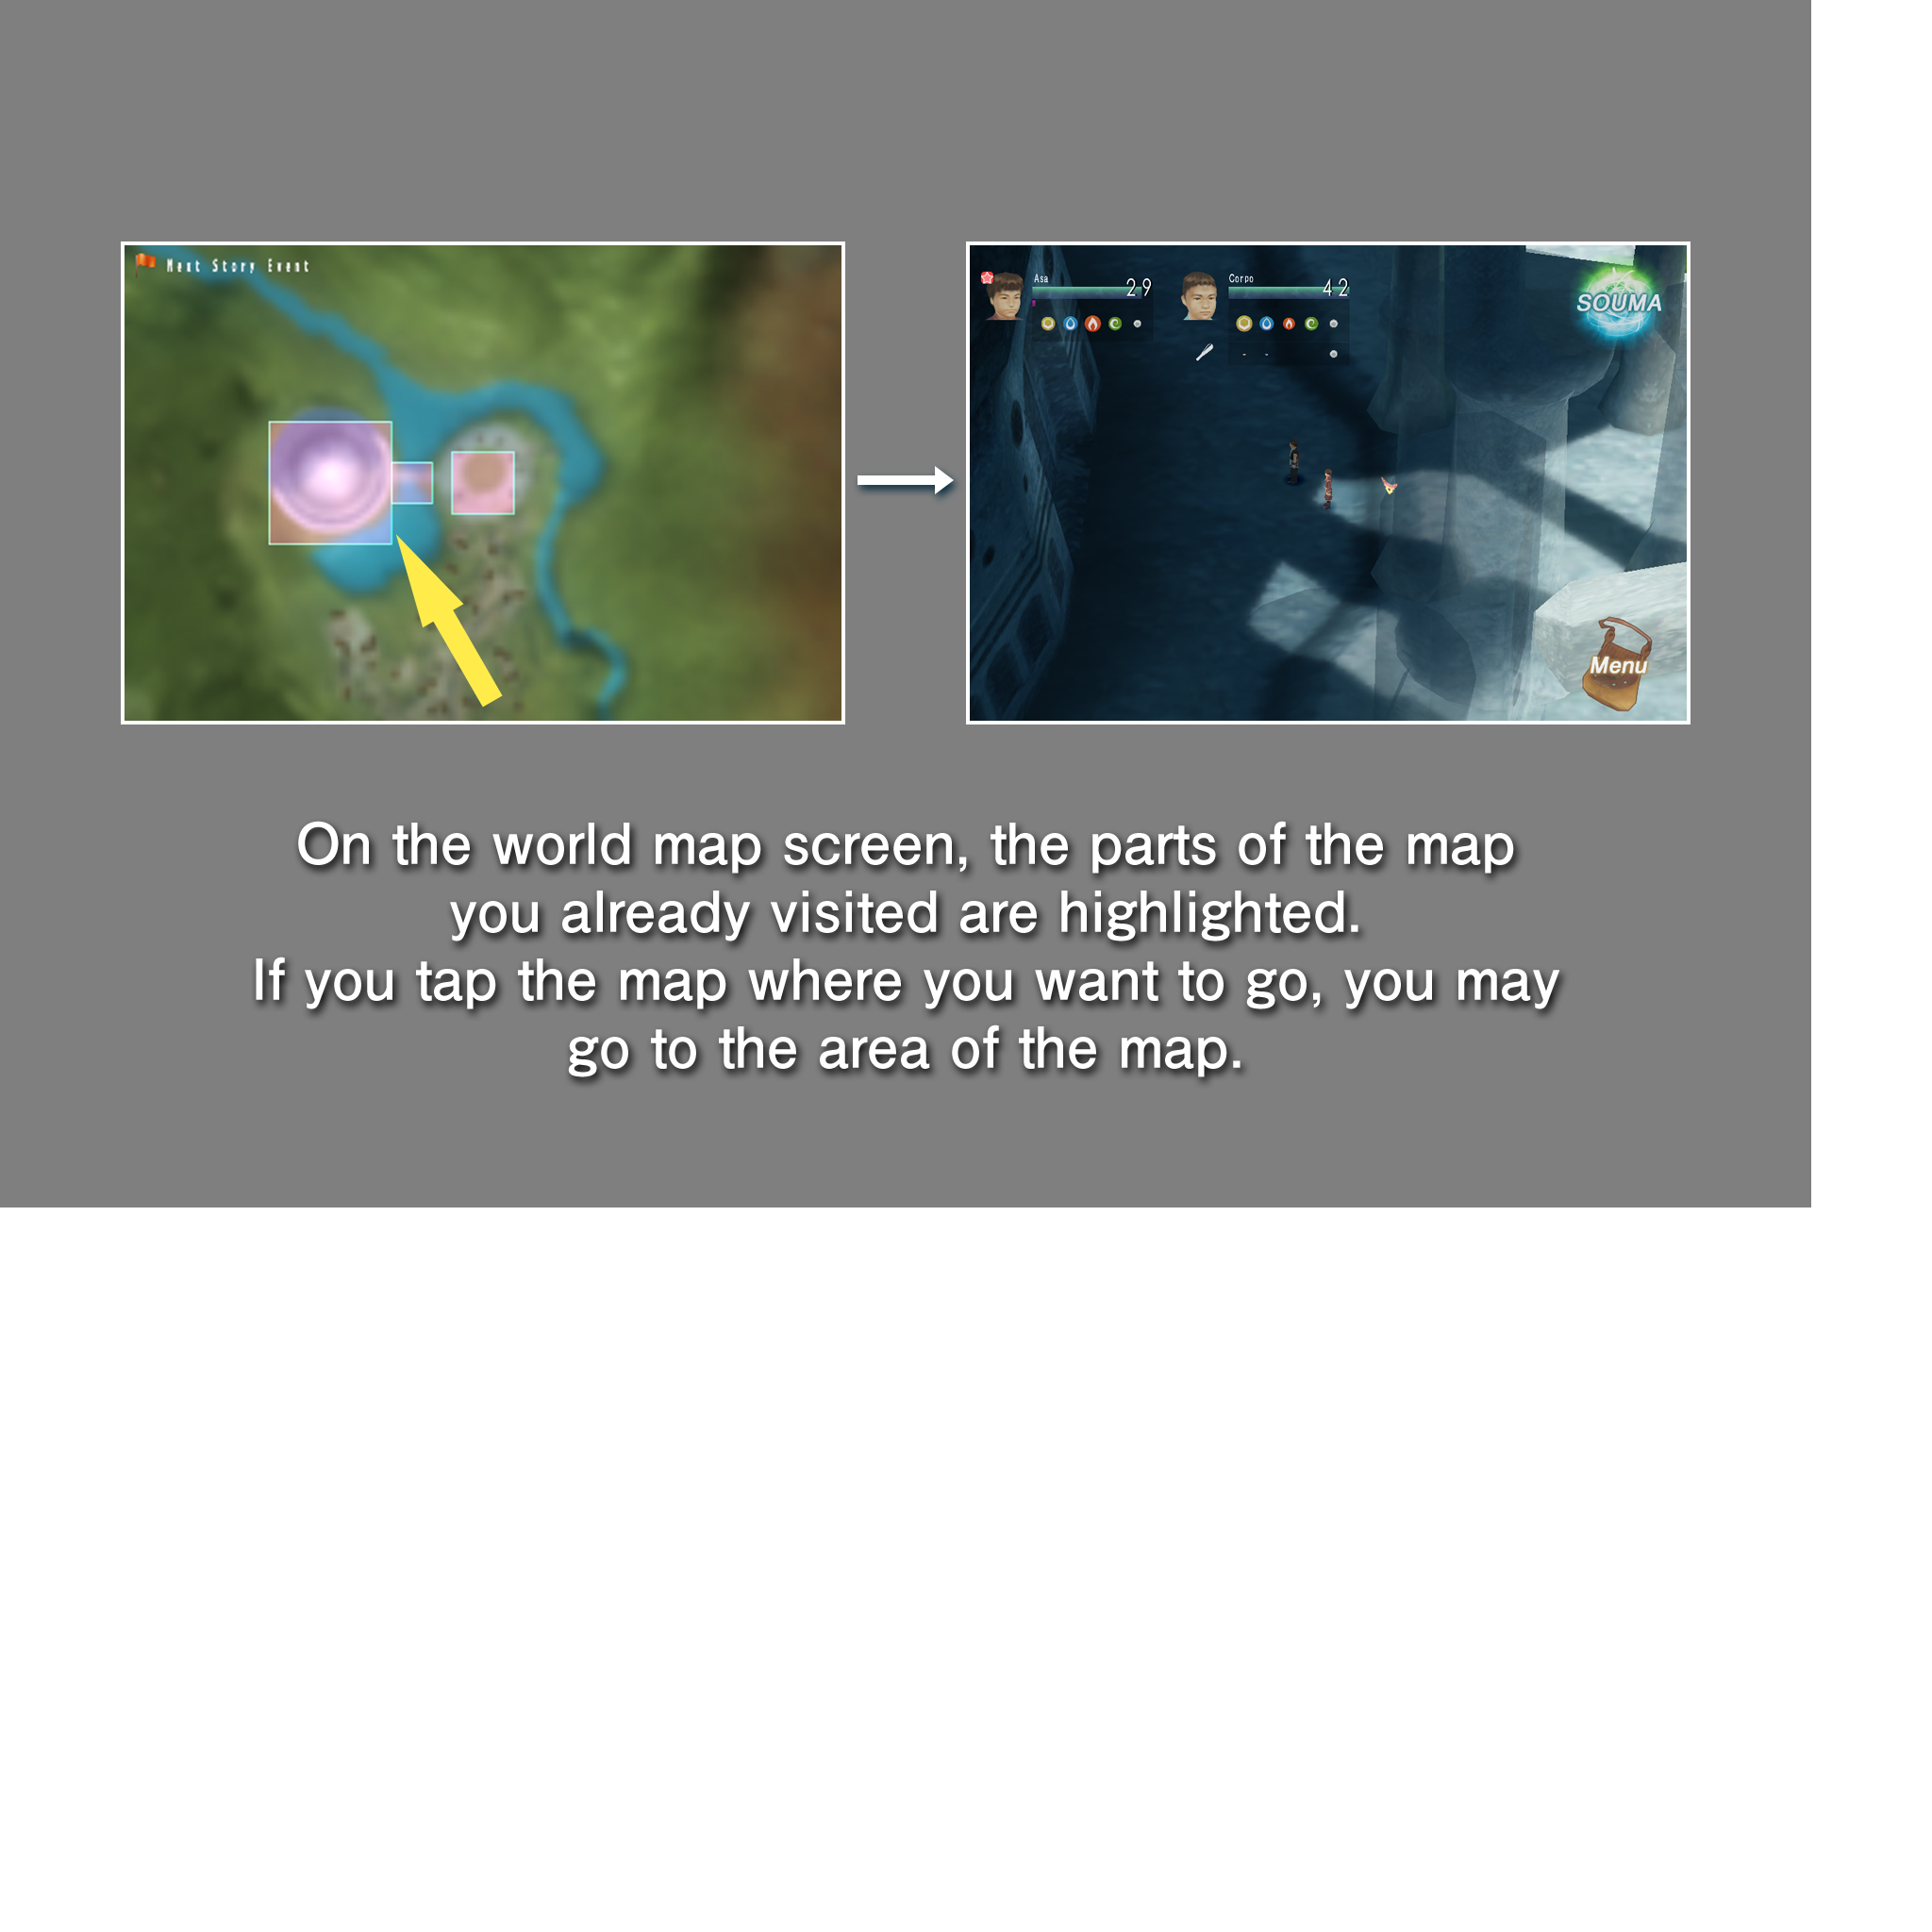 Next Story Event
Asa
29
Corpo
42
SOUMA
Menu
On the world map screen, the parts of the map
you already visited are highlighted.
If you tap the map where you want to go, you may
go to the area of the map.